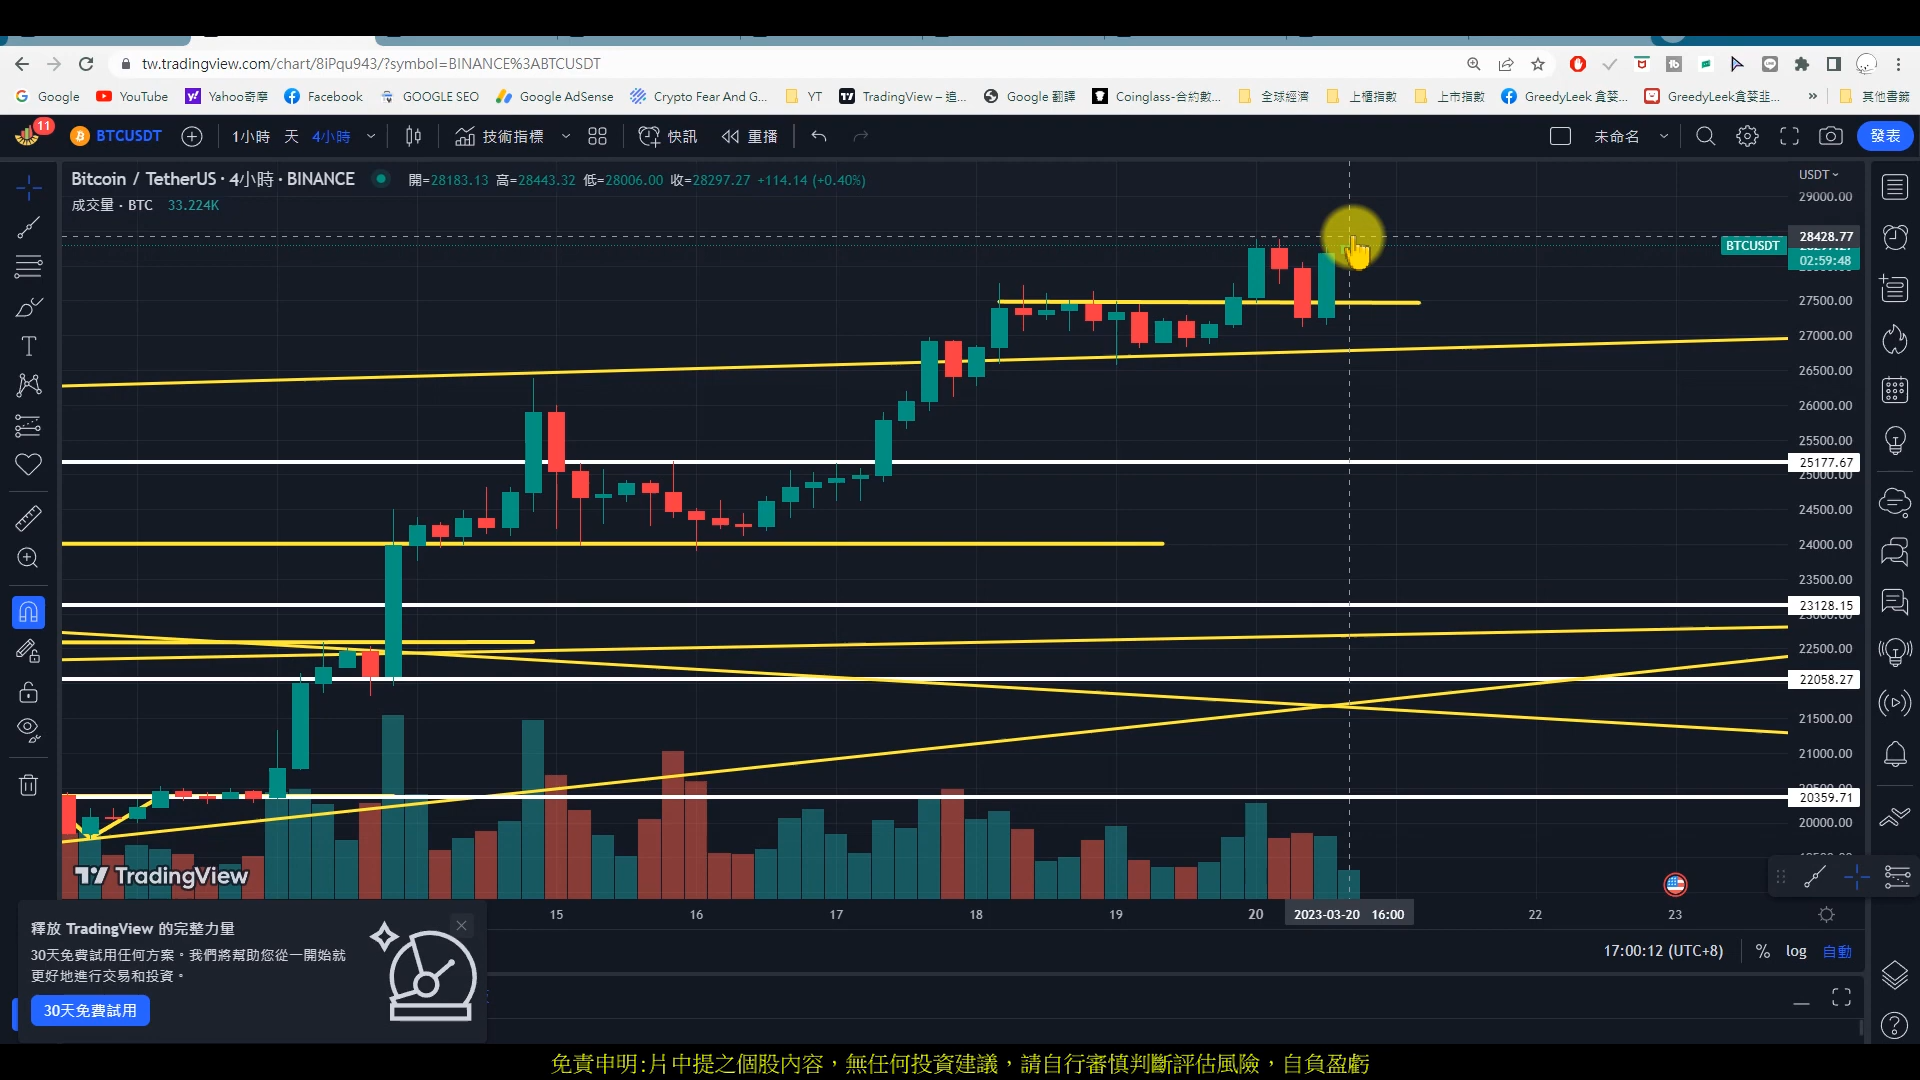 tw.tradingview.com/chart/8iPqu943/?symbol=BINANCE%3ABTCUSDT
Google YouTube Yahoo奇摩 Facebook GOOGLE SEO Google AdSense Crypto Fear And G... YT TradingView – 追... Google 翻譯 Coinglass-合約數... 全球經濟 上櫃指數 上市指數 GreedyLeek 貪婪... GreedyLeek貪婪韭... » 其他書籤
11 BTCUSDT 1小時 天 4小時 技術指標 快訊 重播 未命名 發表
Bitcoin / TetherUS · 4小時 · BINANCE 開=28183.13 高=28443.32 低=28006.00 收=28297.27 +114.14 (+0.40%)
成交量 · BTC 33.224K
USDT
29000.00
28428.77
BTCUSDT
02:59:48
27500.00
27000.00
26500.00
26000.00
25500.00
25177.67
25000.00
24500.00
24000.00
23500.00
23128.15
22500.00
22058.27
21500.00
21000.00
20359.71
20000.00
TradingView
15 16 17 18 19 20 2023-03-20 16:00 22 23
釋放 TradingView 的完整力量
30天免費試用任何方案。我們將幫助您從一開始就
更好地進行交易和投資。
30天免費試用
17:00:12 (UTC+8) % log 自動
免責申明:片中提之個股內容，無任何投資建議，請自行審慎判斷評估風險，自負盈虧